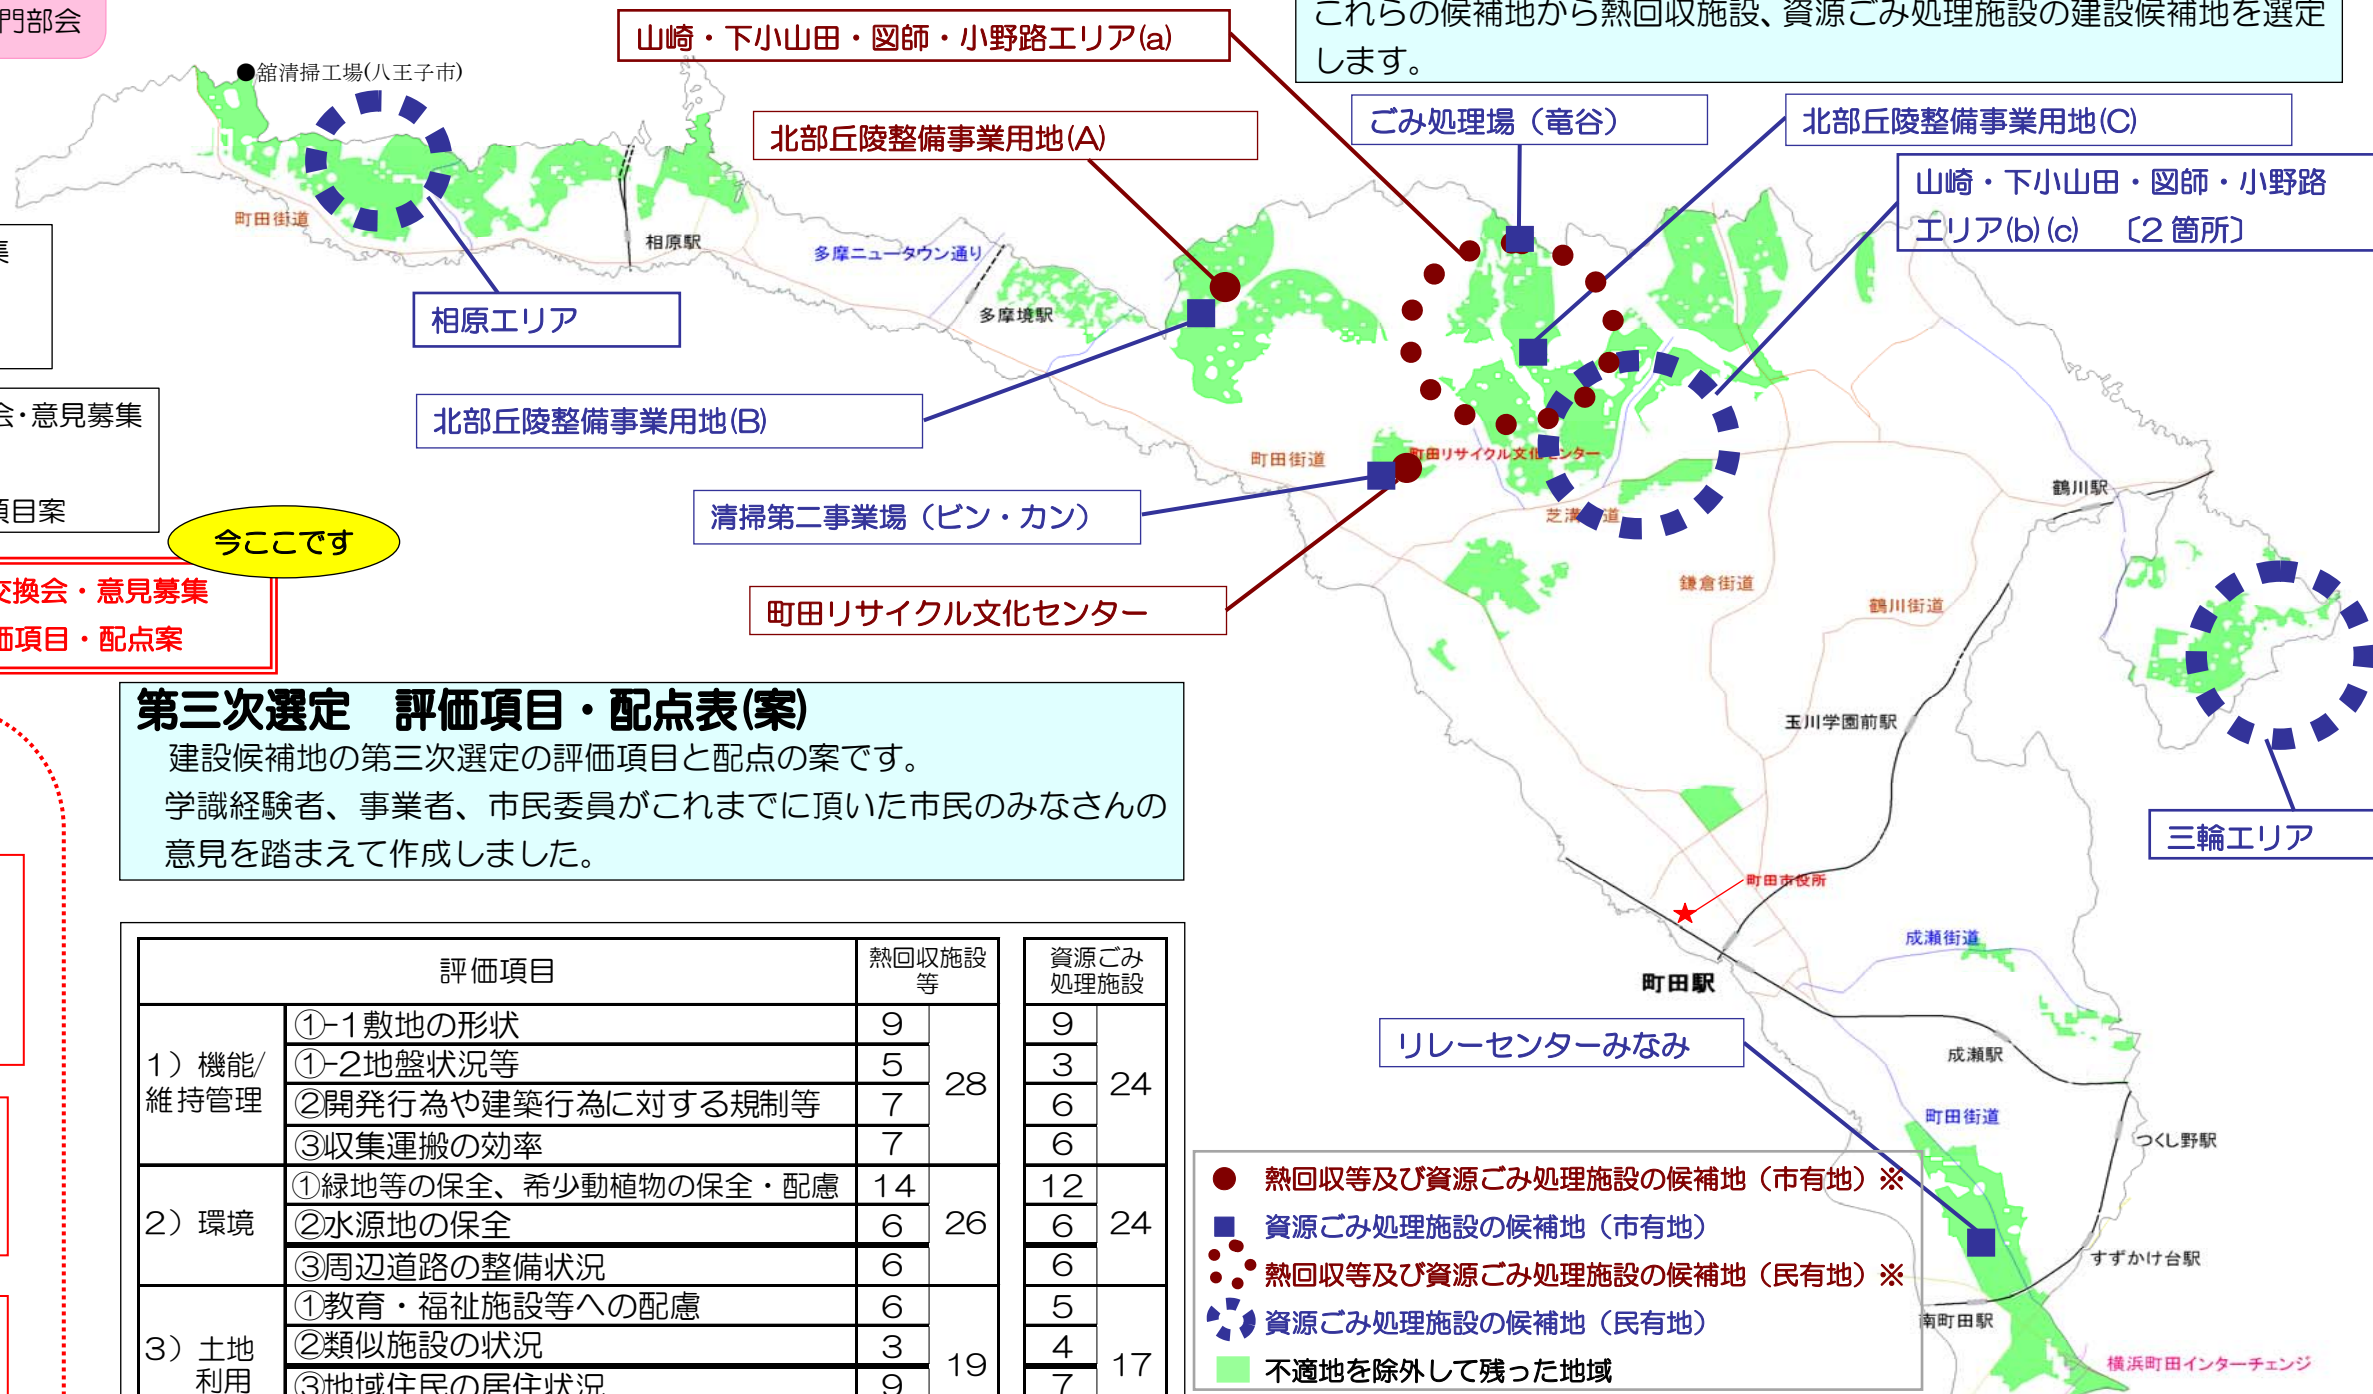 門部会
集
会・意見募集
項目案
今ここです
交換会・意見募集
価項目・配点案
これらの候補地から熱回収施設、資源ごみ処理施設の建設候補地を選定
します。
山崎・下小山田・図師・小野路エリア(a)
●舘清掃工場(八王子市)
北部丘陵整備事業用地(A)
ごみ処理場（竜谷）
北部丘陵整備事業用地(C)
山崎・下小山田・図師・小野路
エリア(b)(c)　〔2箇所〕
町田街道
相原駅
多摩ニュータウン通り
多摩境駅
相原エリア
北部丘陵整備事業用地(B)
町田街道
町田リサイクル文化センター
清掃第二事業場（ビン・カン）
芝溝街道
鶴川駅
町田リサイクル文化センター
鎌倉街道
鶴川街道
玉川学園前駅
三輪エリア
町田市役所
成瀬街道
町田駅
リレーセンターみなみ
成瀬駅
町田街道
つくし野駅
すずかけ台駅
南町田駅
横浜町田インターチェンジ
第三次選定　評価項目・配点表(案)
建設候補地の第三次選定の評価項目と配点の案です。
学識経験者、事業者、市民委員がこれまでに頂いた市民のみなさんの
意見を踏まえて作成しました。
評価項目 熱回収施設等 資源ごみ処理施設
1）機能/維持管理 28 24
①-1敷地の形状 9 9
①-2地盤状況等 5 3
②開発行為や建築行為に対する規制等 7 6
③収集運搬の効率 7 6
2）環境 26 24
①緑地等の保全、希少動植物の保全・配慮 14 12
②水源地の保全 6 6
③周辺道路の整備状況 6 6
3）土地利用 19 17
①教育・福祉施設等への配慮 6 5
②類似施設の状況 3 4
③地域住民の居住状況 9 7
熱回収等及び資源ごみ処理施設の候補地（市有地）※
資源ごみ処理施設の候補地（市有地）
熱回収等及び資源ごみ処理施設の候補地（民有地）※
資源ごみ処理施設の候補地（民有地）
不適地を除外して残った地域